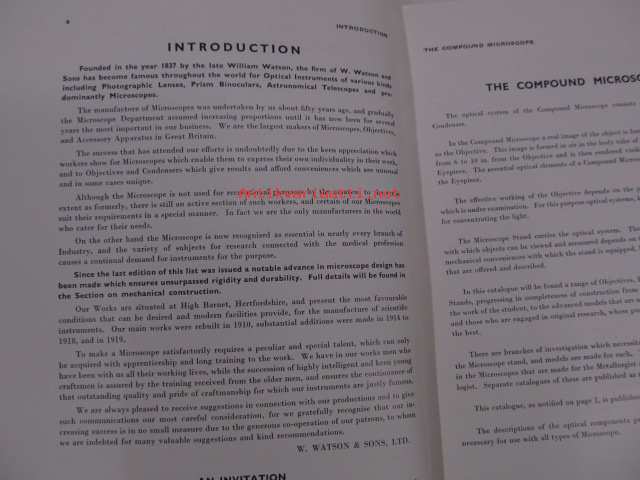 8
INTRODUCTION
INTRODUCTION
Founded in the year 1837 by the late William Watson, the firm of W. Watson and
Sons has become famous throughout the world for Optical Instruments of various kinds
including Photographic Lenses, Prism Binoculars, Astronomical Telescopes and pre-
dominantly Microscopes.
The manufacture of Microscopes was undertaken by us about fifty years ago, and gradually
the Microscope Department assumed increasing proportions until it has now been for several
years the most important in our business. We are the largest makers of Microscopes, Objectives,
and Accessory Apparatus in Great Britain.
The success that has attended our efforts is undoubtedly due to the keen appreciation which
workers show for Microscopes which enable them to express their own individuality in their work,
and to Objectives and Condensers which give results and afford conveniences which are unusual
and in some cases unique.
Although the Microscope is not used for
extent as formerly, there is still an active section of such workers, and certain of our Microscopes
suit their requirements in a special manner. In fact we are the only manufacturers in the world
who cater for their needs.
On the other hand the Microscope is now recognised as essential in nearly every branch of
Industry, and the variety of subjects for research connected with the medical profession
causes a continual demand for instruments for the purpose.
Since the last edition of this list was issued a notable advance in microscope design has
been made which ensures unsurpassed rigidity and durability. Full details will be found in
the Section on mechanical construction.
Our Works are situated at High Barnet, Hertfordshire, and present the most favourable
conditions that can be desired and modern facilities provide, for the manufacture of scientific
instruments. Our main works were rebuilt in 1910, substantial additions were made in 1914 to
1918, and in 1919.
To make a Microscope satisfactorily requires a peculiar and special talent, which can only
be acquired with apprenticeship and long training to the work. We have in our works men who
have been with us all their working lives, while the succession of highly intelligent and keen young
craftsmen is assured by the training received from the older men, and ensures the continuance of
that outstanding quality and pride of craftmanship for which our instruments are justly famous.
We are always pleased to receive suggestions in connection with our productions and to give
such communications our most careful consideration, for we gratefully recognise that our in-
creasing success is in no small measure due to the generous co-operation of our patrons, to whom
we are indebted for many valuable suggestions and kind recommendations.
W. WATSON & SONS, LTD.
AN INVITATION
THE COMPOUND MICROSCOPE
THE COMPOUND MICROSC
The optical system of the Compound Microscope consists
Condenser.
In the Compound Microscope a real image of the object is
as the Objective. This image is formed in air in the body tube of
from 6 to 10 in. from the Objective and is then rendered
Eyepiece. The essential optical elements of a Compound Microsc
the Eyepiece.
The effective working of the Objective depends on the
which is under examination. For this purpose optical systems,
for concentrating the light.
The Microscope Stand carries the optical system.
with which objects can be viewed and measured depends on
mechanical conveniences with which the stand is equipped,
that are offered and described.
In this catalogue will be found a range of Objectives,
Stands, progressing in completeness of construction from
the work of the student, to the advanced models that are
and those who are engaged in original research, whose
the best.
There are branches of investigation which necessita
the Microscope stand, and models are made for such.
in the Microscopes that are made for the Metallurgist
logist. Separate catalogues of these are published as
This catalogue, as notified on page 1, is published
The descriptions of the optical components
necessary for use with all types of Microscope.